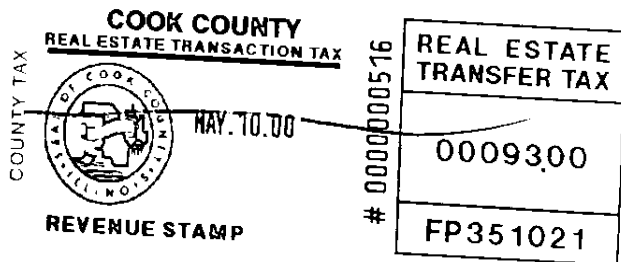 COOK COUNTY
REAL ESTATE TRANSACTION TAX
COUNTY TAX
MAY.10.00
REVENUE STAMP
# 0000000516
REAL ESTATE
TRANSFER TAX
0009300
FP351021